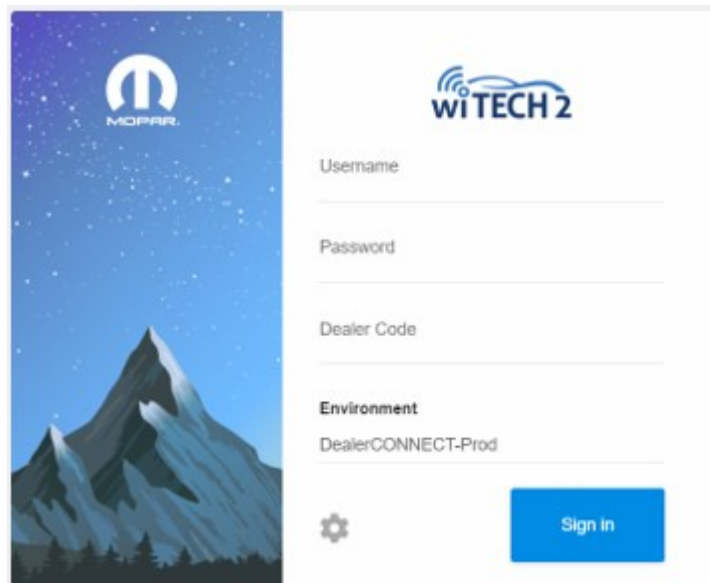 MOPAR.
wiTECH 2
Username
Password
Dealer Code
Environment
DealerCONNECT-Prod
Sign in